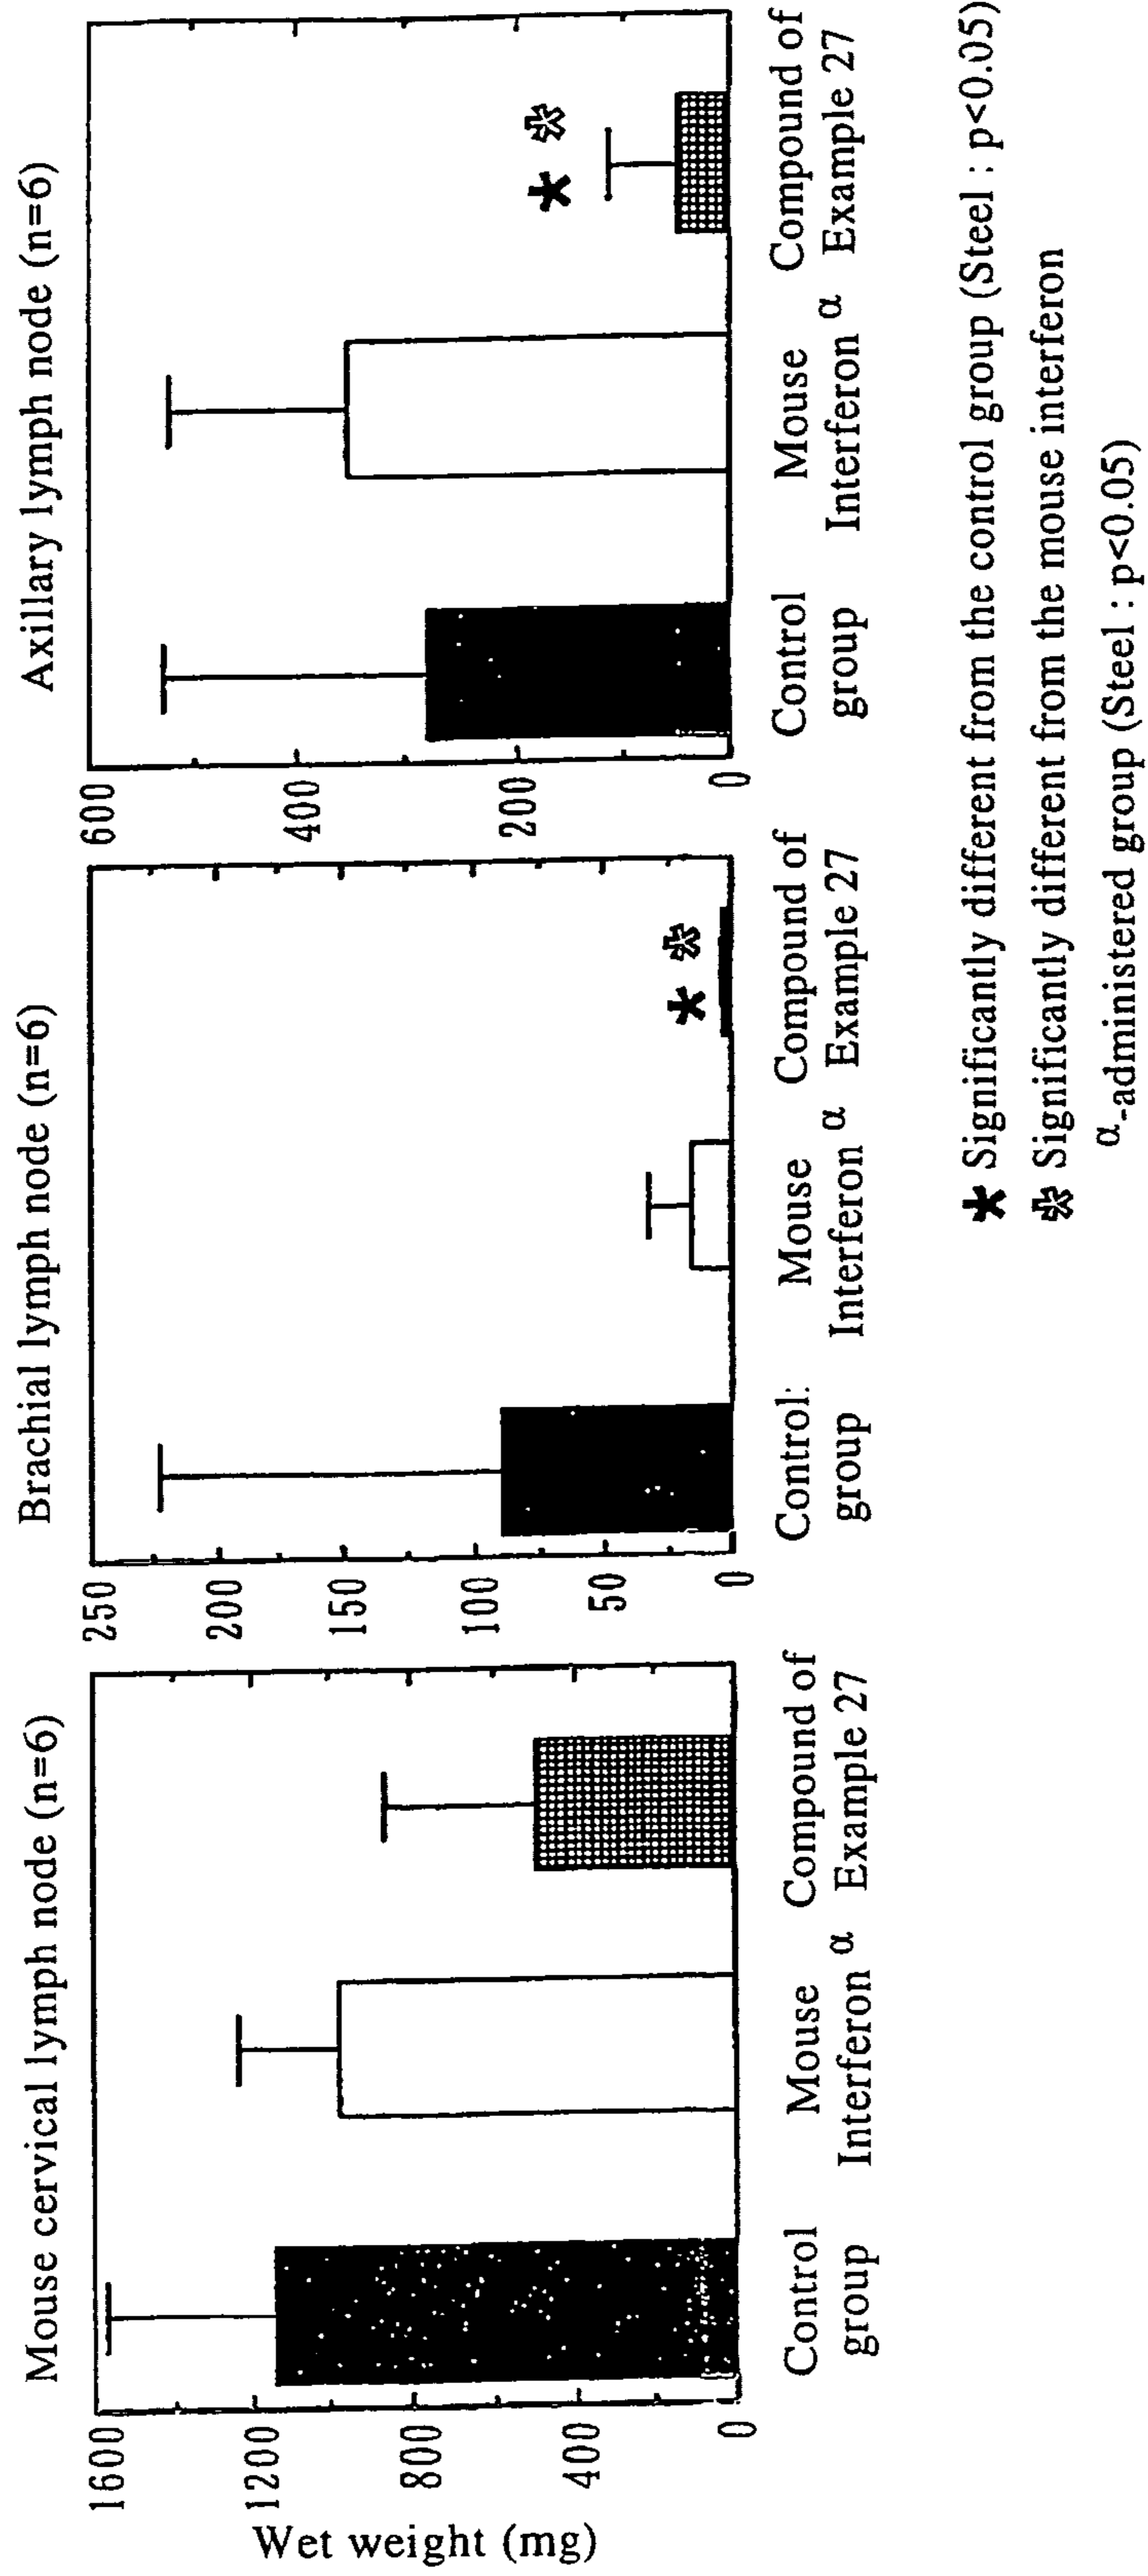 Mouse cervical lymph node (n=6)
Wet weight (mg)
1600
1200
800
400
0
Control
group
Mouse
Interferon α
Compound of
Example 27
Brachial lymph node (n=6)
250
200
150
100
50
0
Control:
group
Mouse
Interferon α
Compound of
Example 27
★ ✵
Axillary lymph node (n=6)
600
400
200
0
Control
group
Mouse
Interferon α
Compound of
Example 27
★ ✵
★ Significantly different from the control group (Steel : p<0.05)
✵ Significantly different from the mouse interferon
α-administered group (Steel : p<0.05)